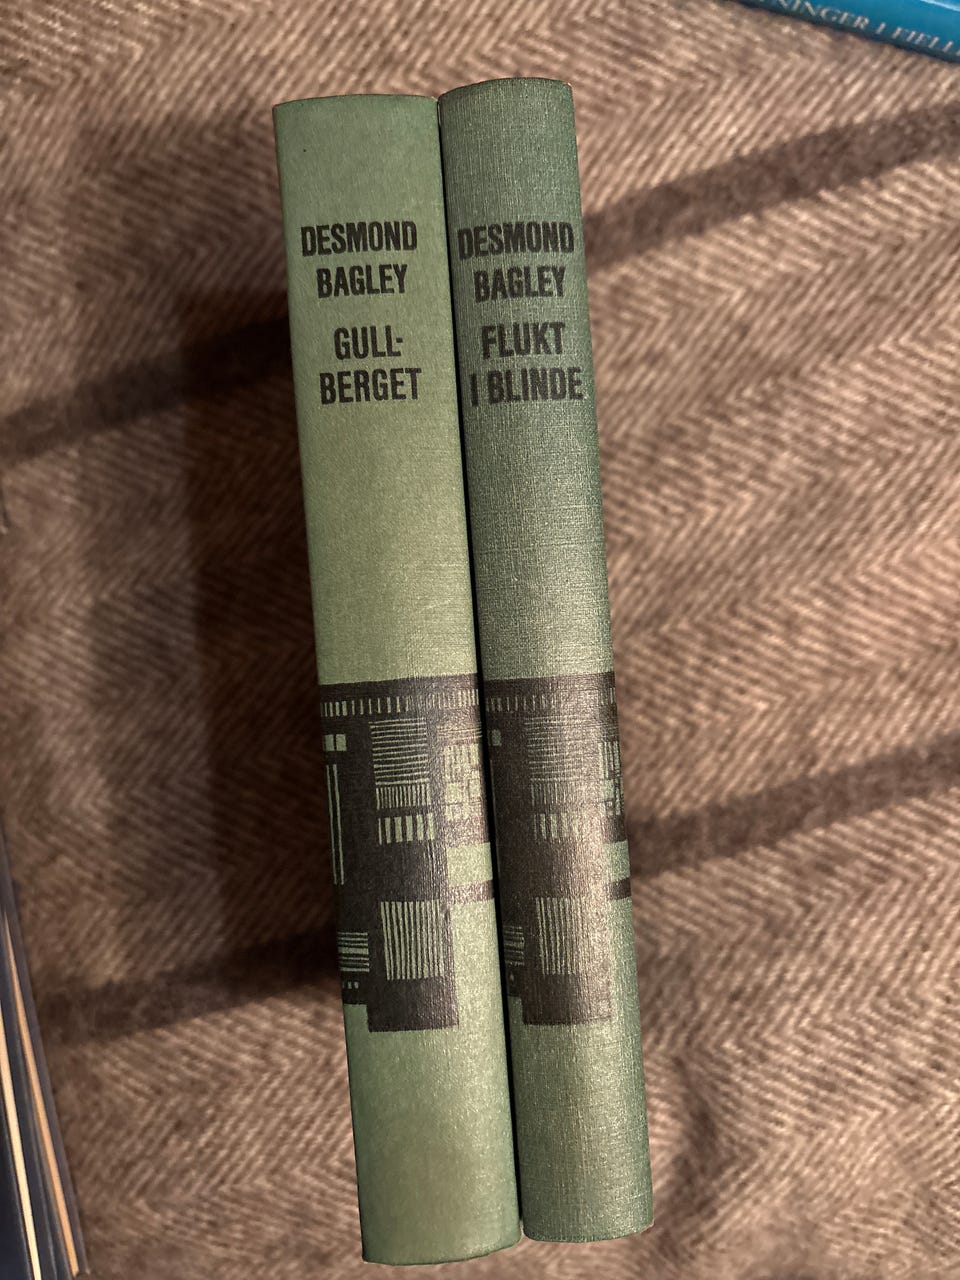 DESMOND
BAGLEY
GULL-
BERGET
DESMOND
BAGLEY
FLUKT
I BLINDE